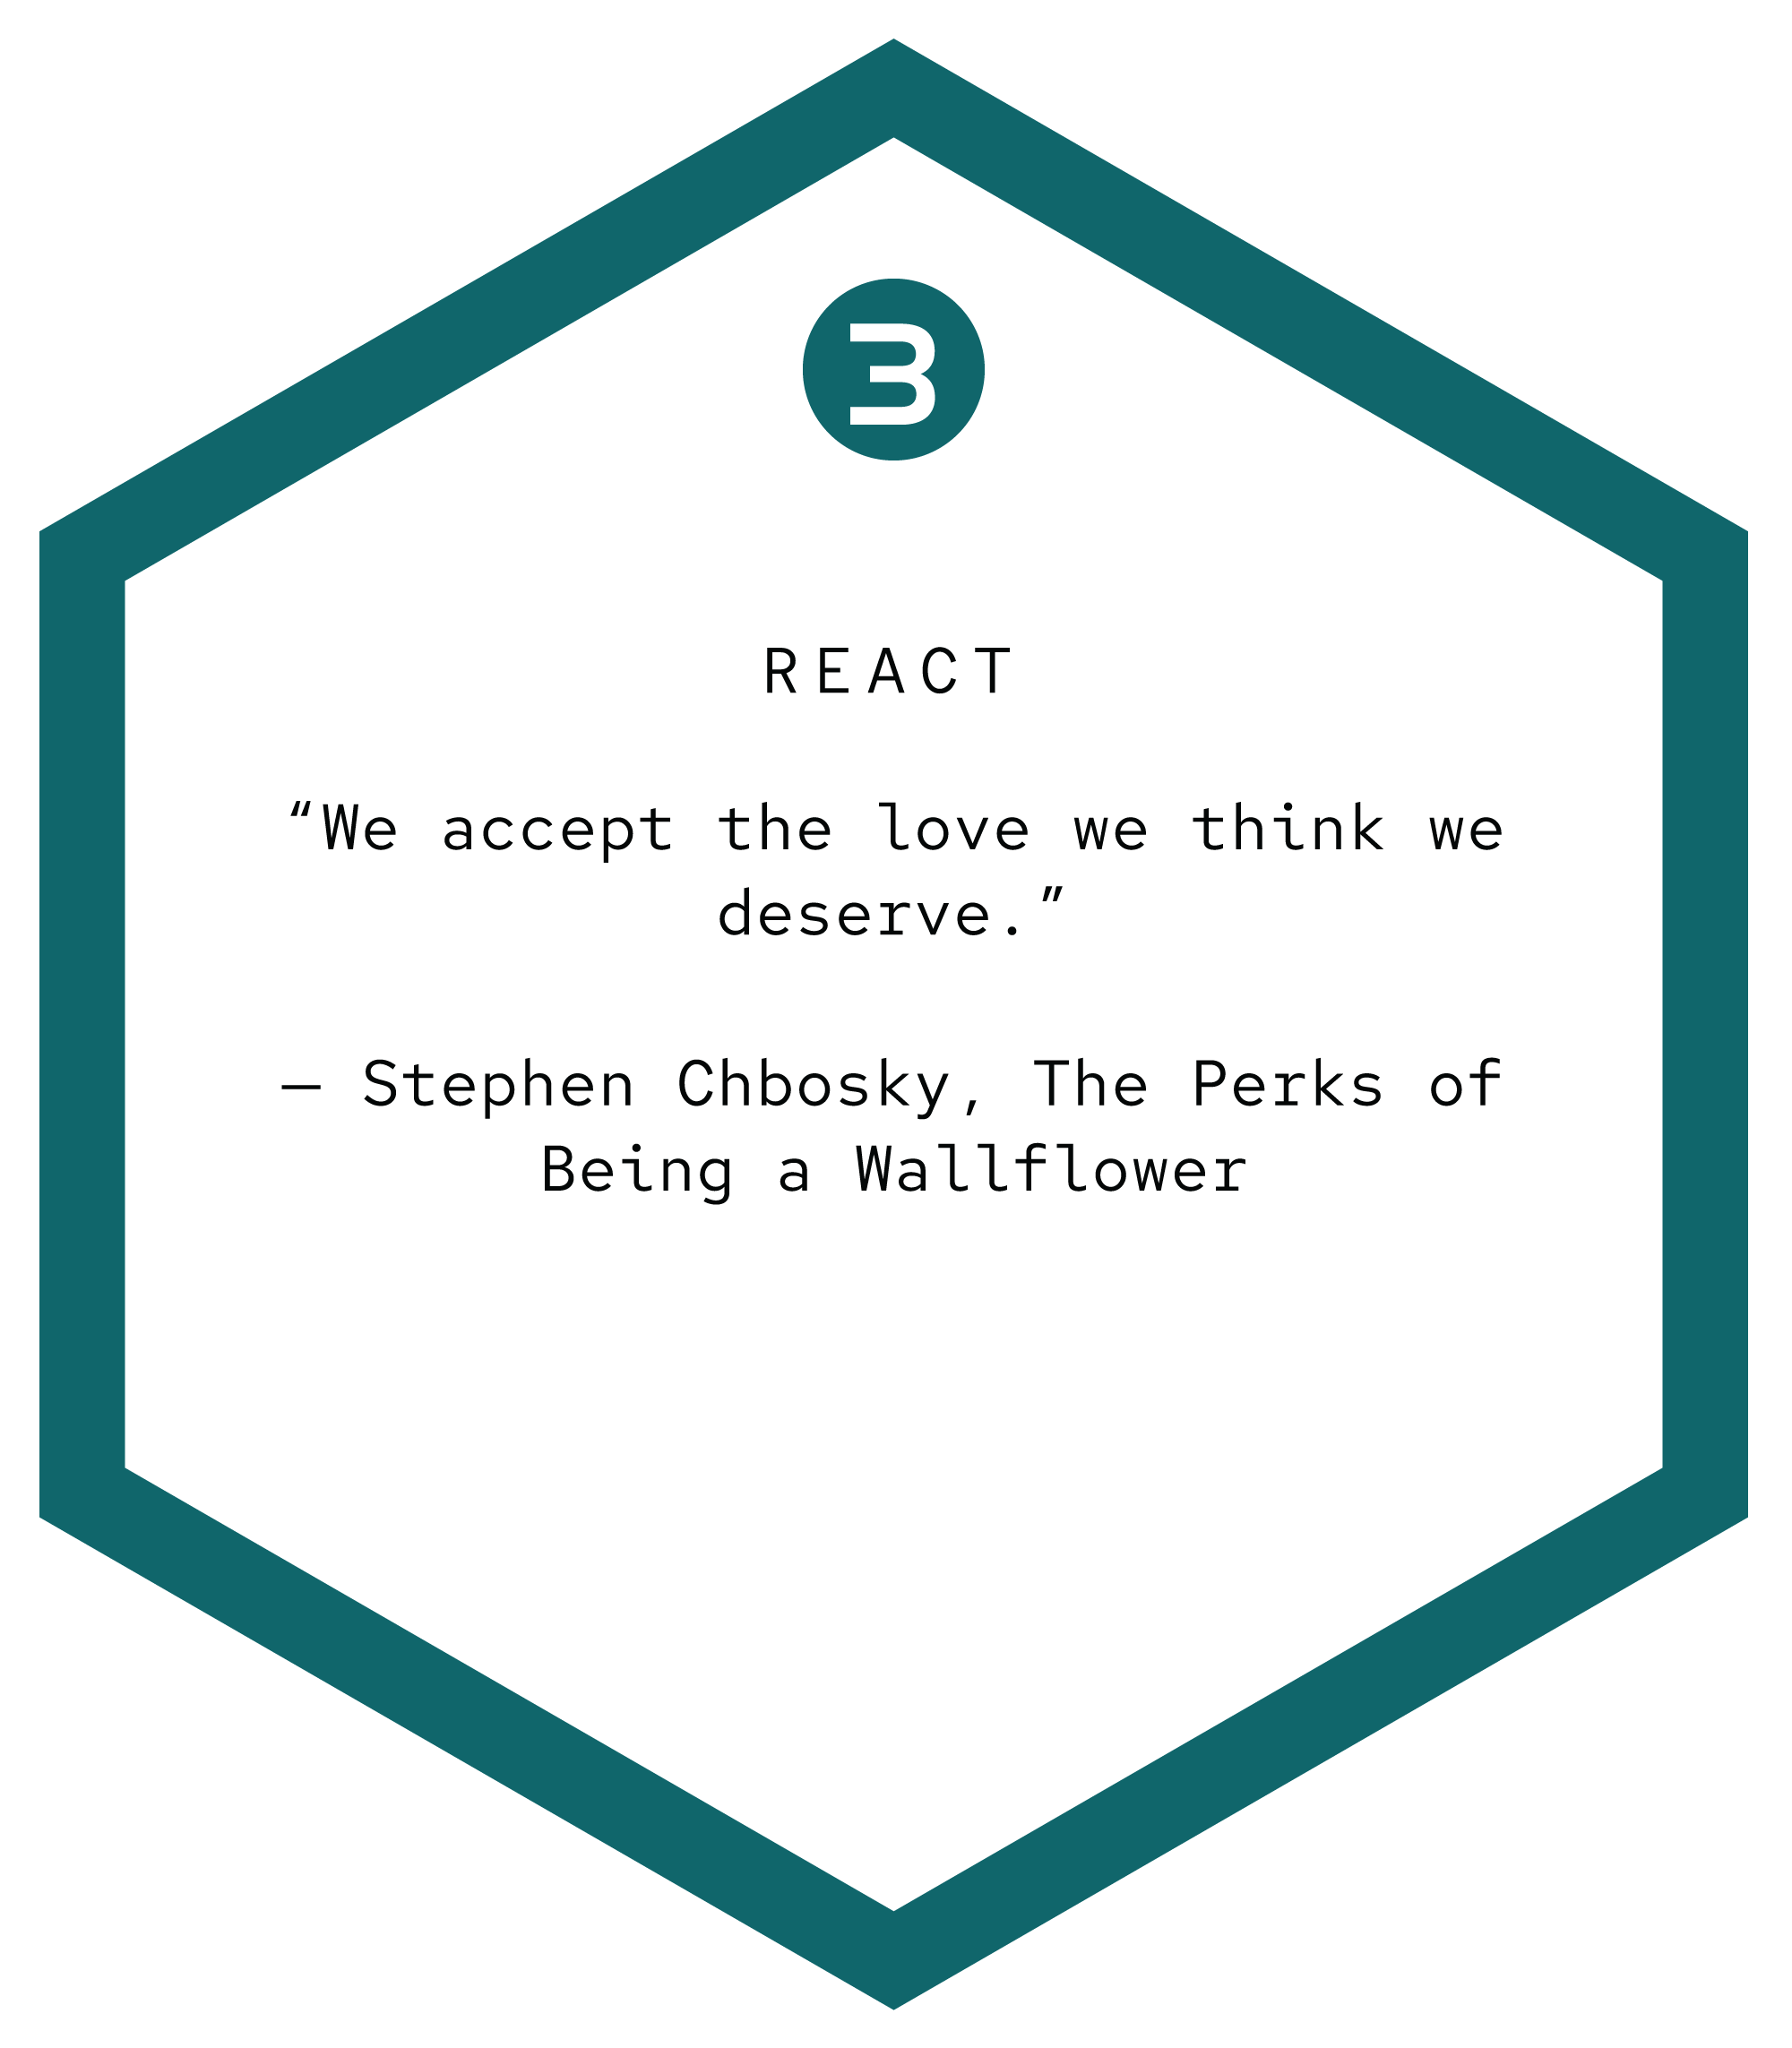 3
REACT
“We accept the love we think we
deserve.”
— Stephen Chbosky, The Perks of
Being a Wallflower